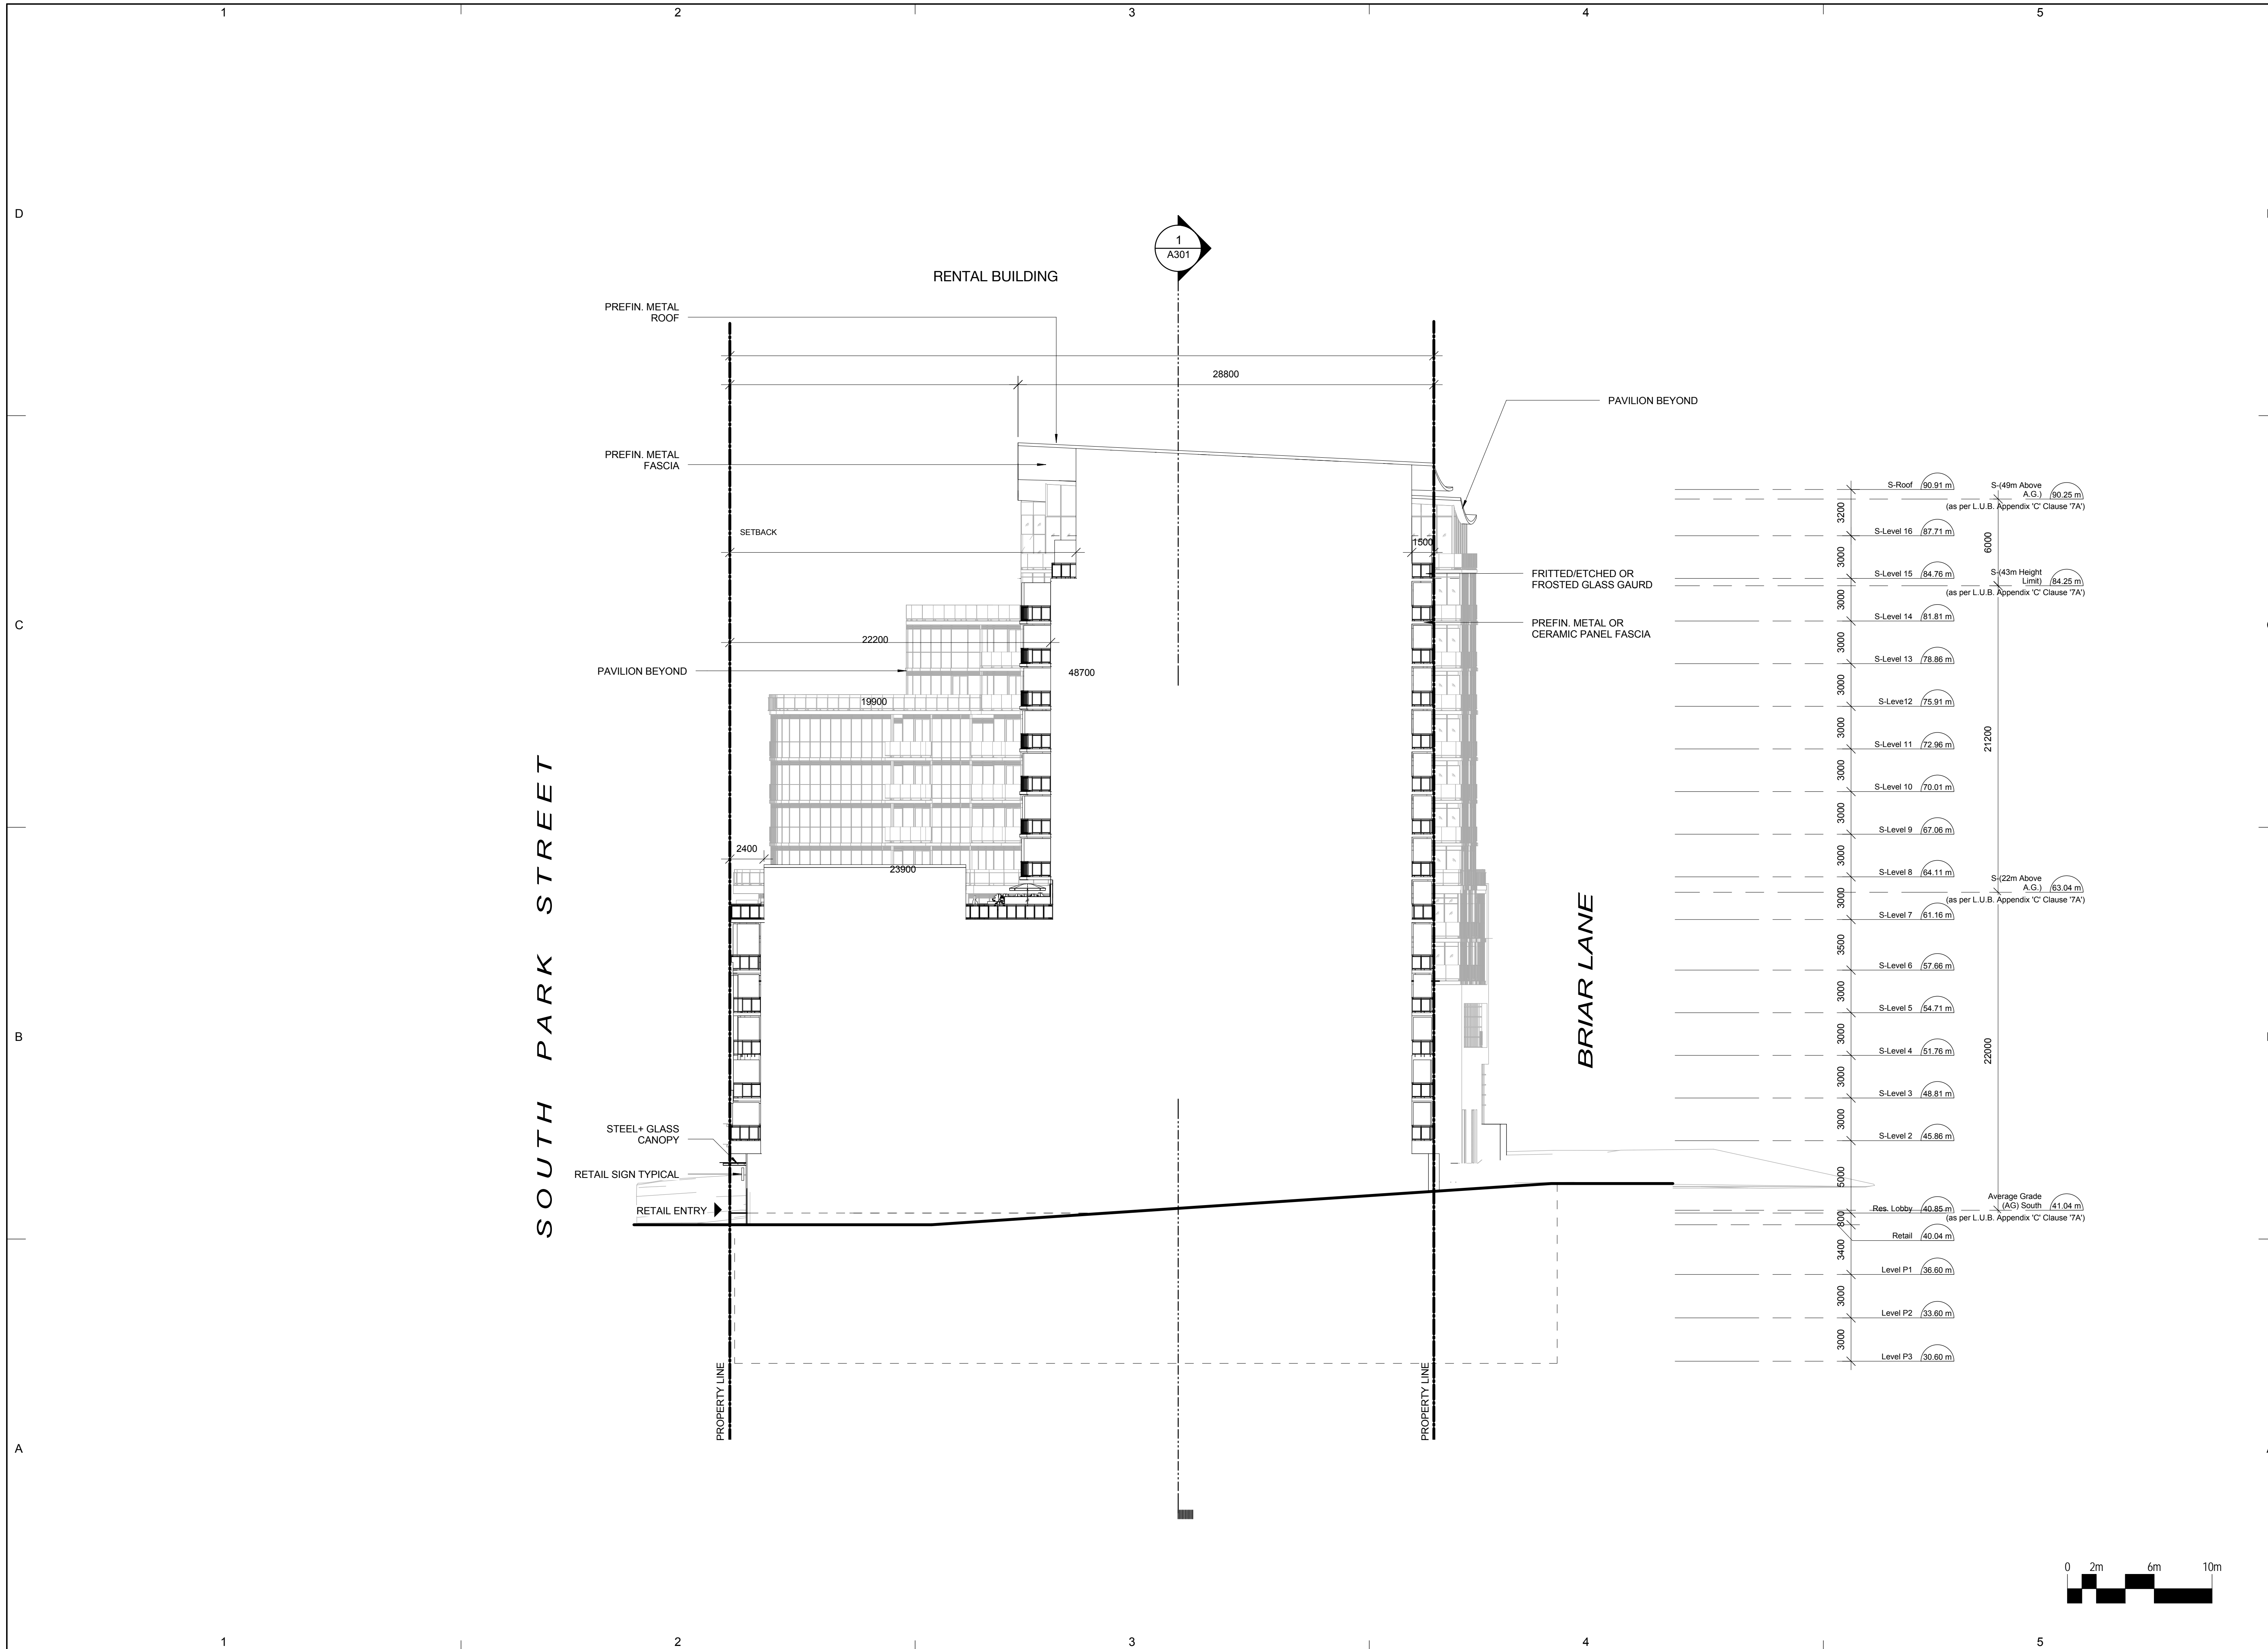 1
2
3
4
5
D
C
B
A
1
A301
RENTAL BUILDING
PREFIN. METAL
ROOF
28800
PAVILION BEYOND
PREFIN. METAL
FASCIA
SETBACK
1500
FRITTED/ETCHED OR
FROSTED GLASS GAURD
PREFIN. METAL OR
CERAMIC PANEL FASCIA
22200
48700
PAVILION BEYOND
19900
2400
23900
SOUTH PARK STREET
BRIAR LANE
STEEL+ GLASS
CANOPY
RETAIL SIGN TYPICAL
RETAIL ENTRY
PROPERTY LINE
PROPERTY LINE
S-Roof 90.91 m
3200
S-Level 16 87.71 m
3000
S-Level 15 84.76 m
3000
S-Level 14 81.81 m
3000
S-Level 13 78.86 m
3000
S-Leve12 75.91 m
3000
S-Level 11 72.96 m
3000
S-Level 10 70.01 m
3000
S-Level 9 67.06 m
3000
S-Level 8 64.11 m
3000
S-Level 7 61.16 m
3500
S-Level 6 57.66 m
3000
S-Level 5 54.71 m
3000
S-Level 4 51.76 m
3000
S-Level 3 48.81 m
3000
S-Level 2 45.86 m
5000
Res. Lobby 40.85 m
800
Retail 40.04 m
3400
Level P1 36.60 m
3000
Level P2 33.60 m
3000
Level P3 30.60 m
S-(49m Above
A.G.) 90.25 m
(as per L.U.B. Appendix 'C' Clause '7A')
6000
S-(43m Height
Limit) 84.25 m
(as per L.U.B. Appendix 'C' Clause '7A')
21200
S-(22m Above
A.G.) 63.04 m
(as per L.U.B. Appendix 'C' Clause '7A')
22000
Average Grade
(AG) South 41.04 m
(as per L.U.B. Appendix 'C' Clause '7A')
0 2m 6m 10m
1
2
3
4
5